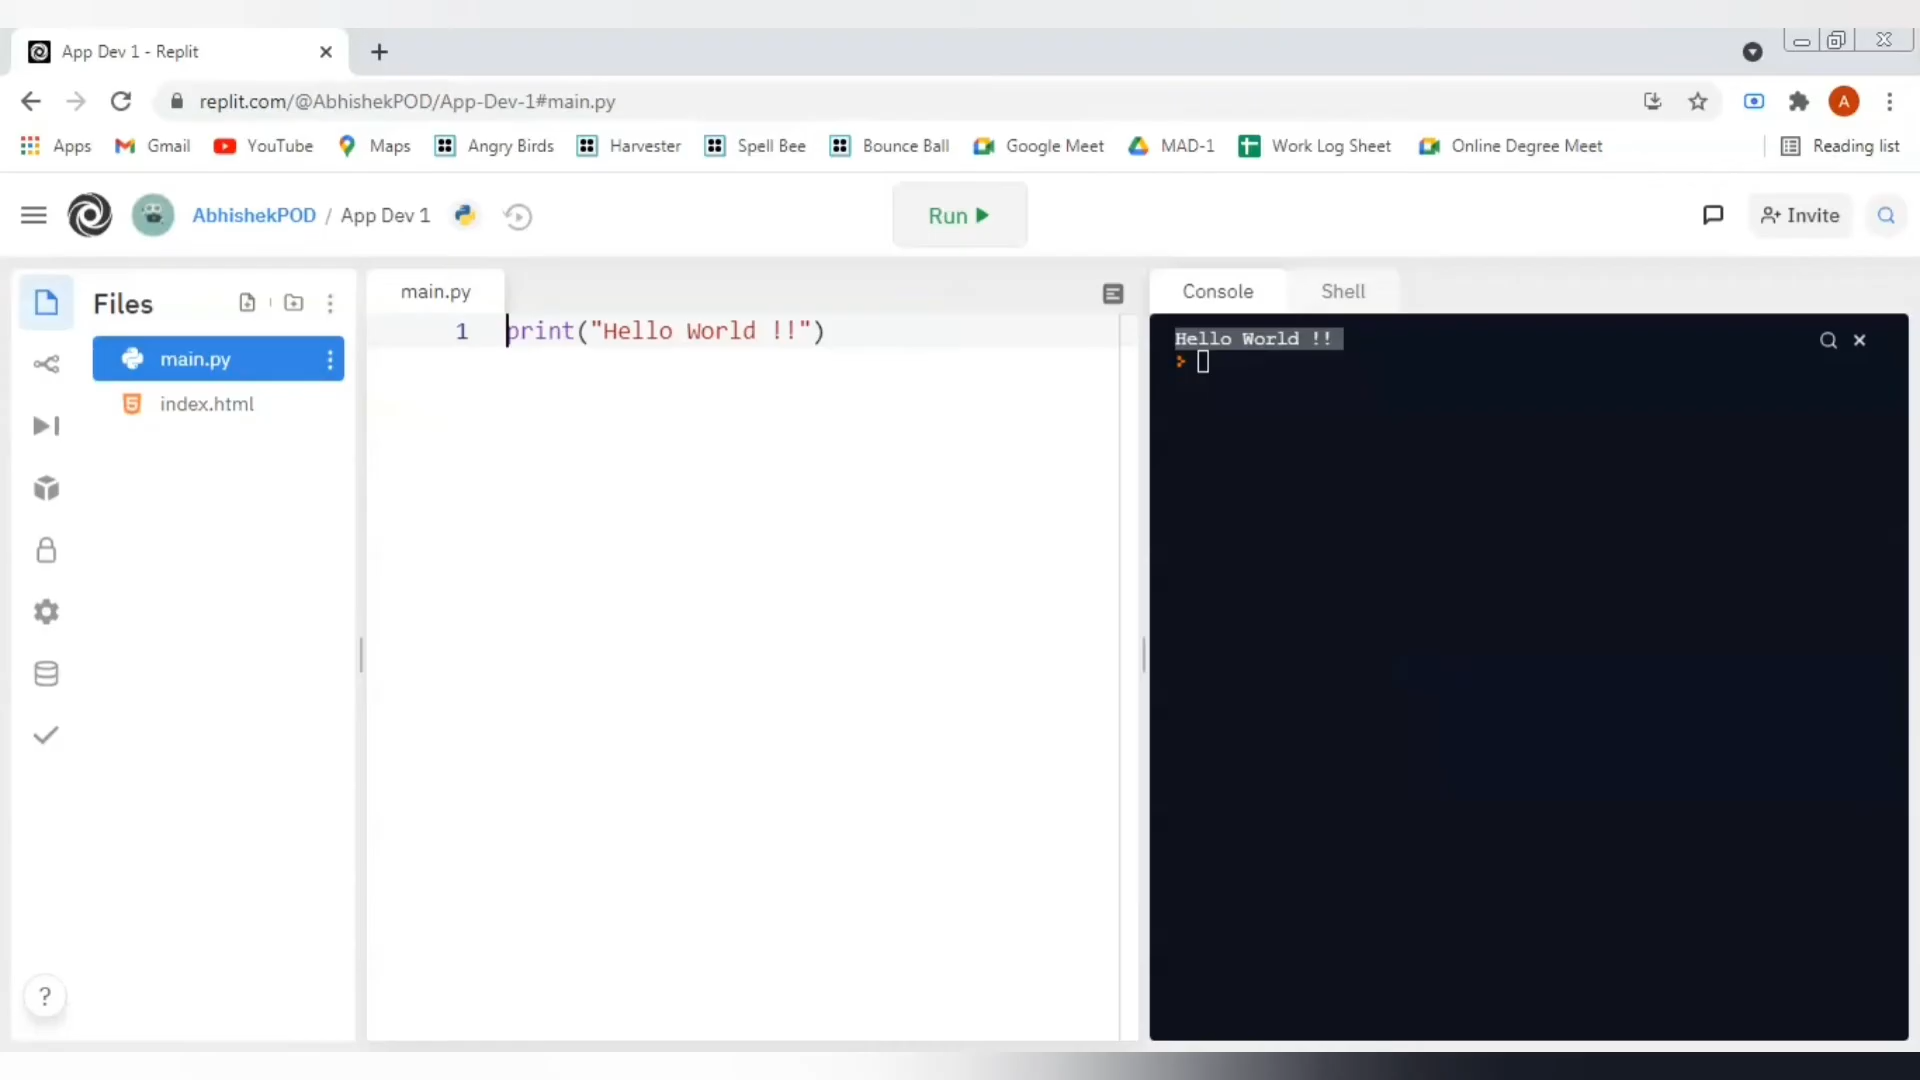 App Dev 1 - Replit
replit.com/@AbhishekPOD/App-Dev-1#main.py
A
Apps Gmail YouTube Maps Angry Birds Harvester Spell Bee Bounce Ball Google Meet MAD-1 Work Log Sheet Online Degree Meet Reading list
AbhishekPOD / App Dev 1
Run
Invite
Files
main.py
index.html
main.py
1 print("Hello World !!")
Console Shell
Hello World !!
>
?